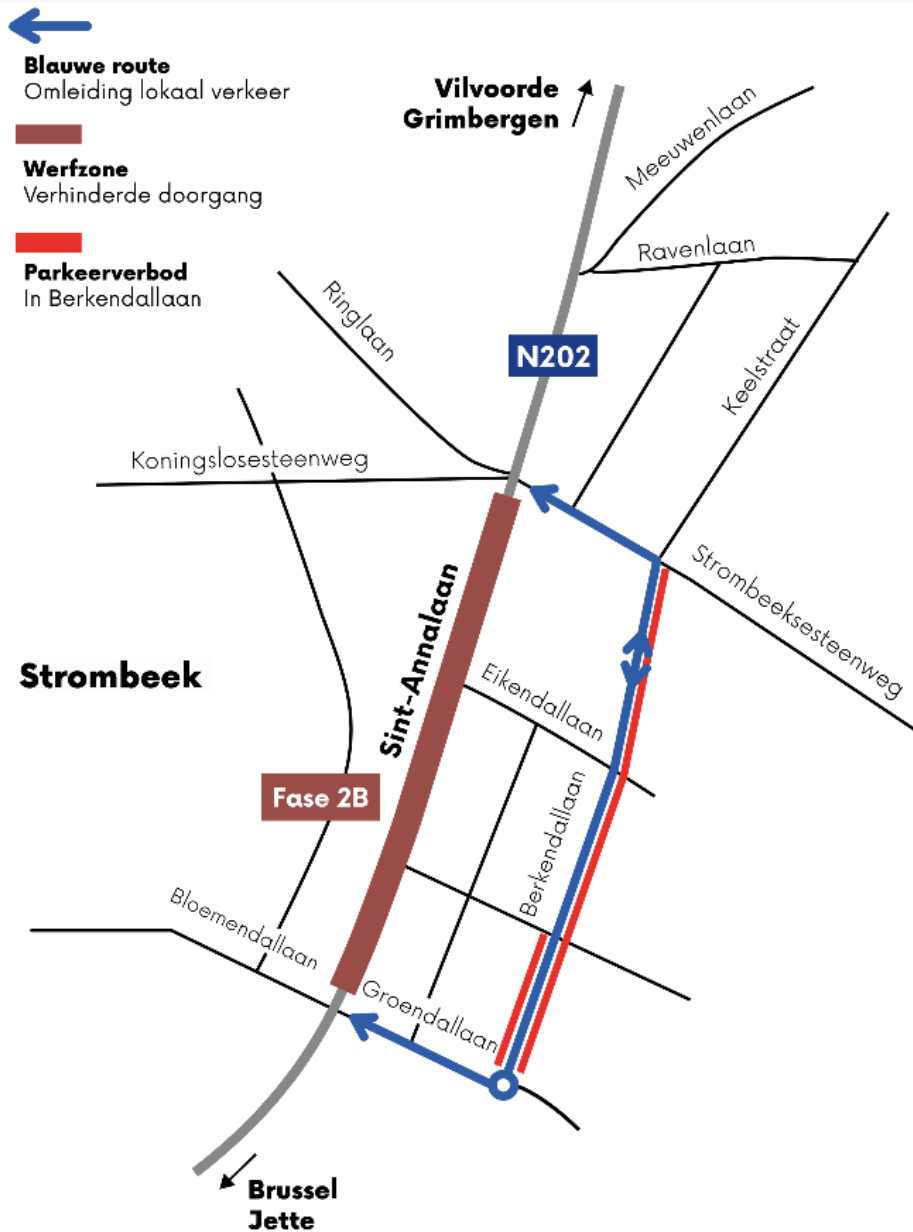 Blauwe route
Omleiding lokaal verkeer
Werfzone
Verhinderde doorgang
Parkeerverbod
In Berkendallaan
Vilvoorde
Grimbergen
Meeuwenlaan
Ravenlaan
Ringlaan
N202
Keelstraat
Koningslosesteenweg
Strombeeksesteenweg
Strombeek
Sint-Annalaan
Eikendallaan
Fase 2B
Berkendallaan
Bloemendallaan
Groendallaan
Brussel
Jette